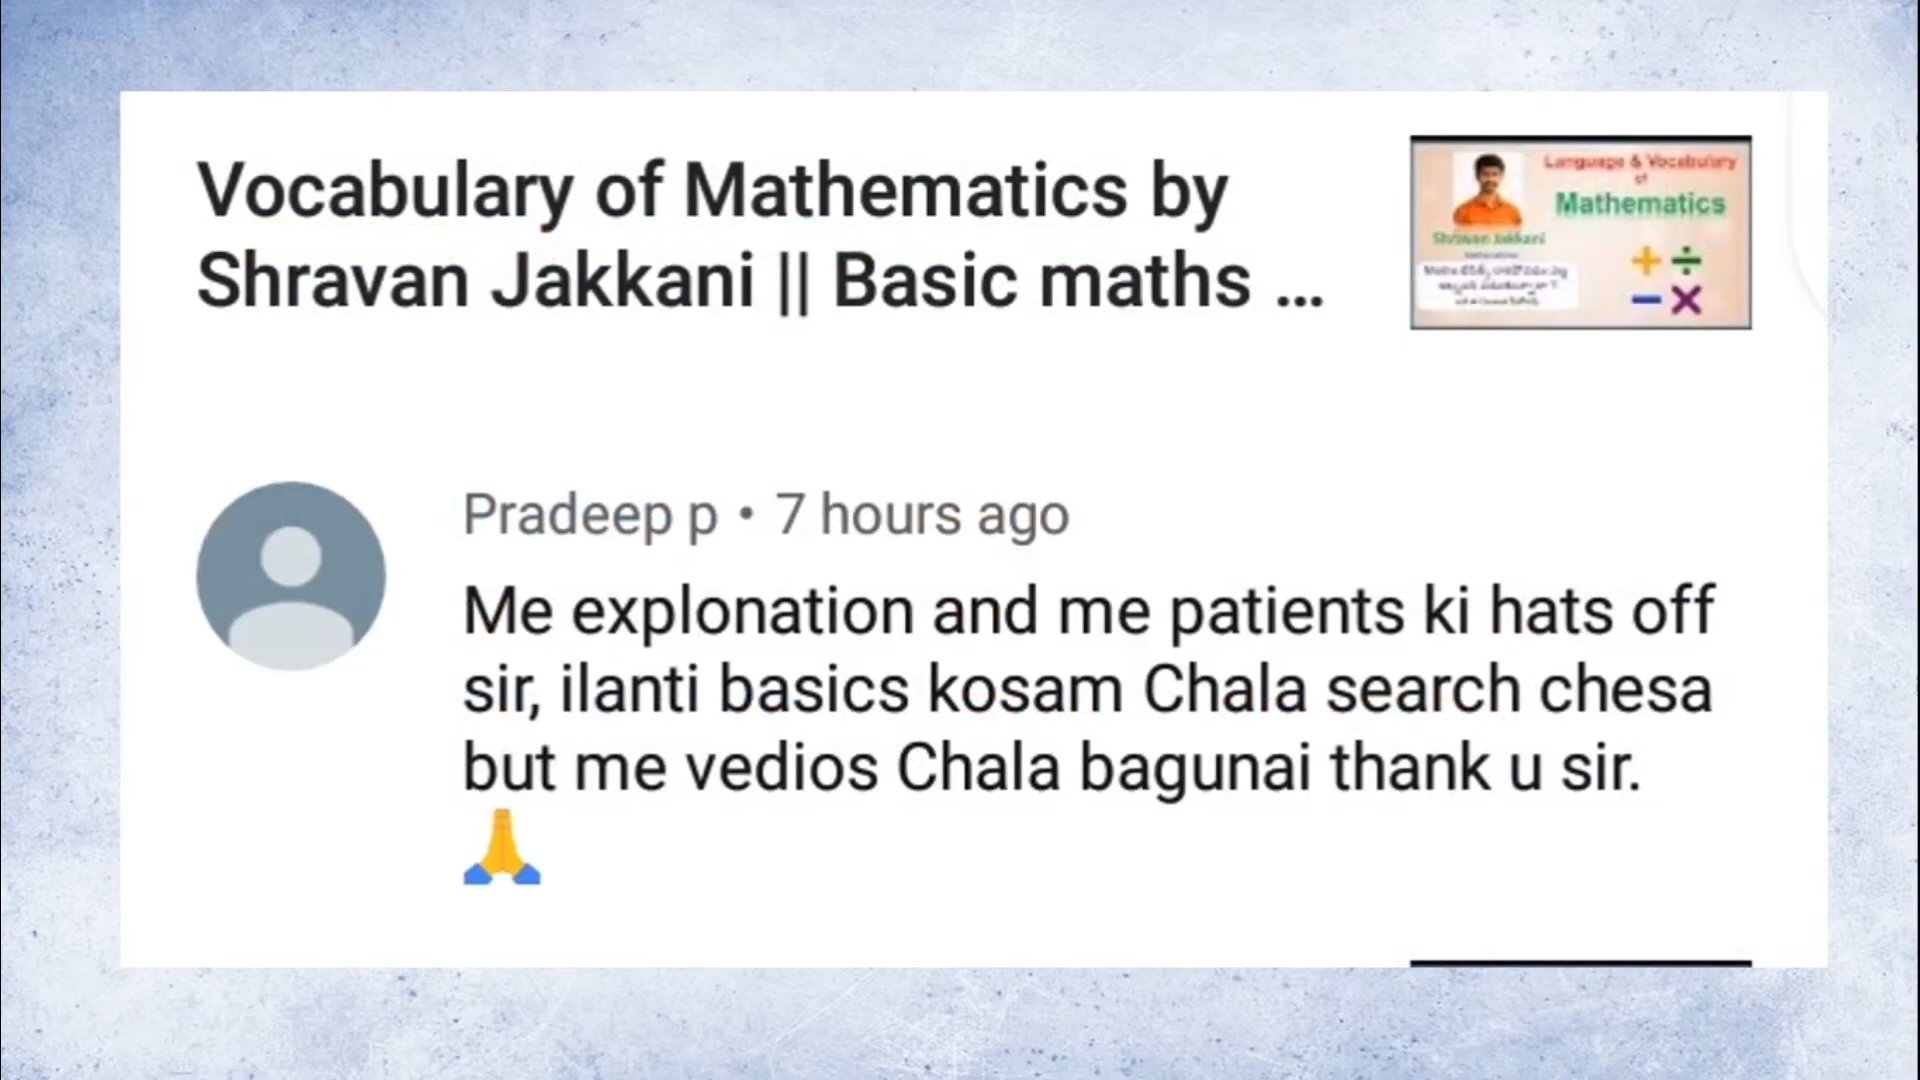 Vocabulary of Mathematics by
Shravan Jakkani || Basic maths ...
Language & Vocabulary
of
Mathematics
Shravan Jakkani
Pradeep p • 7 hours ago
Me explonation and me patients ki hats off
sir, ilanti basics kosam Chala search chesa
but me vedios Chala bagunai thank u sir.
🙏